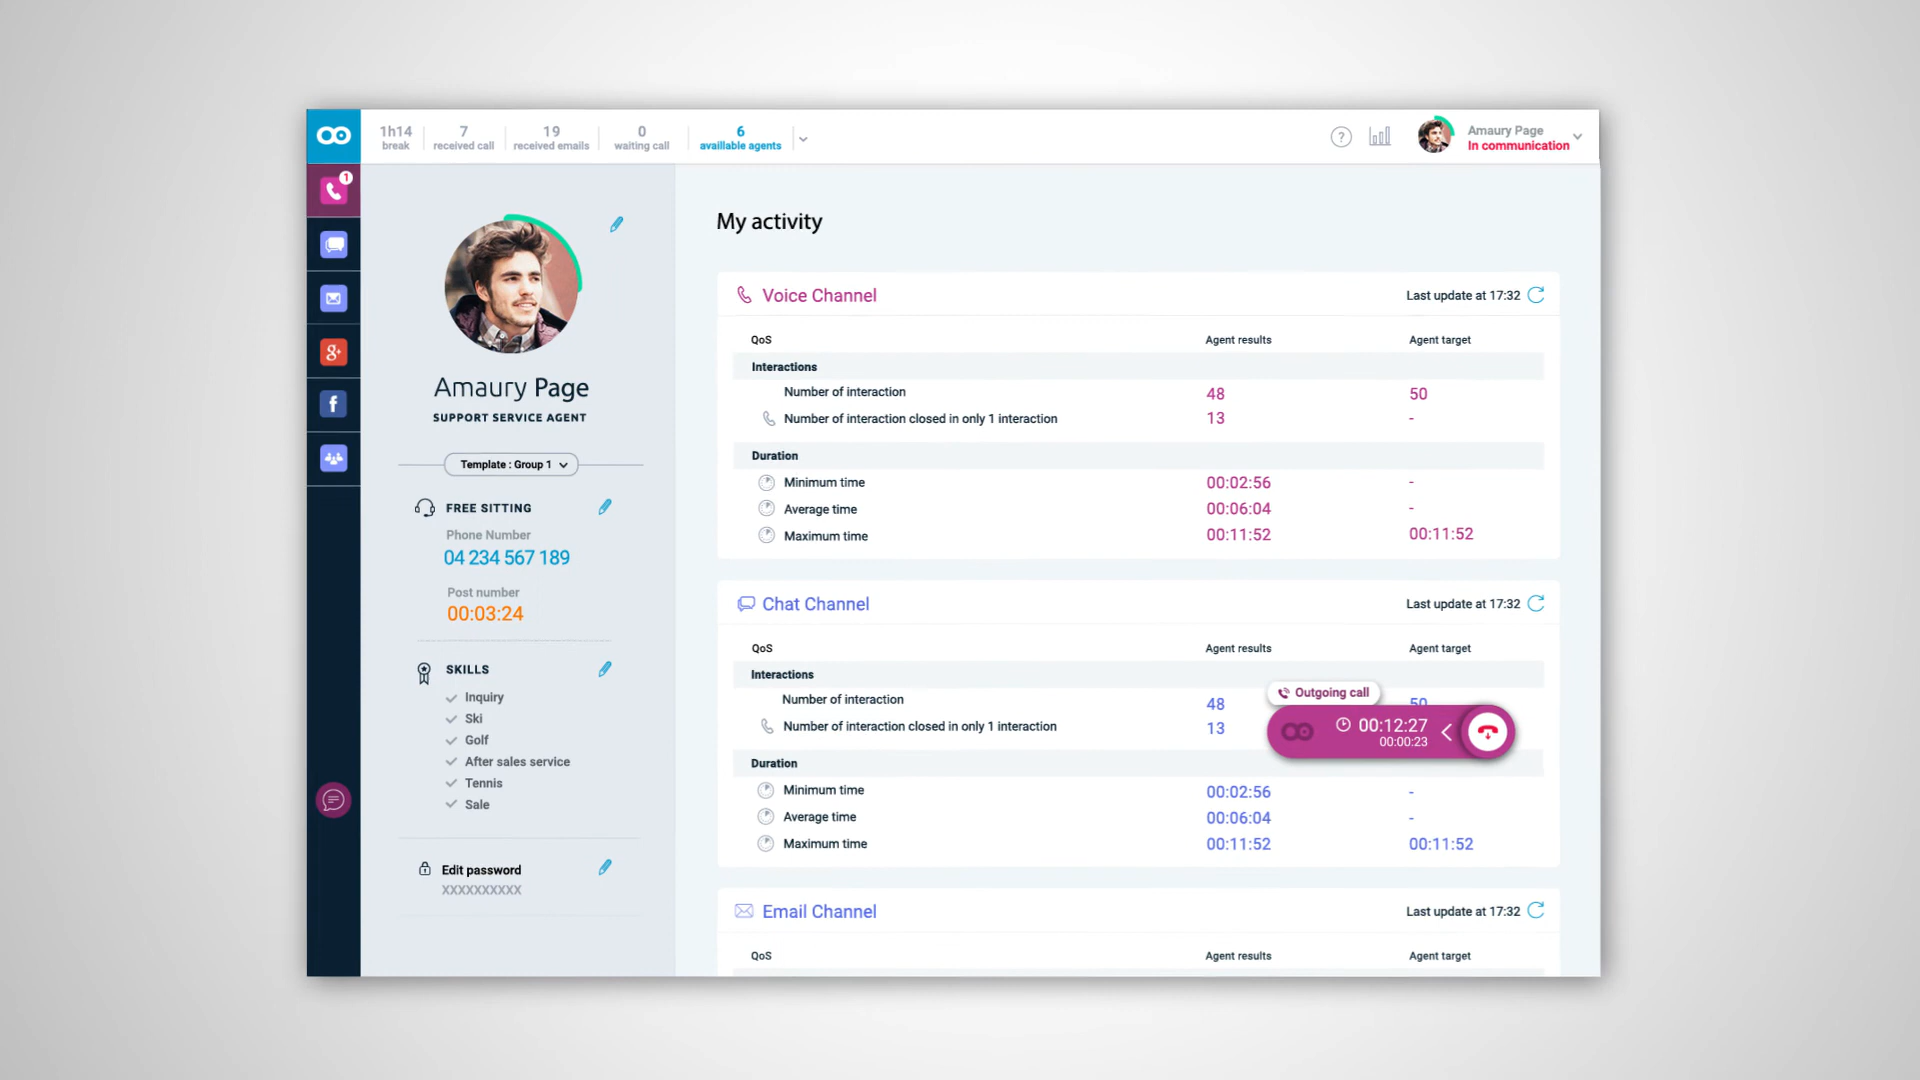 1h14 7 19 0 6
break received call received emails waiting call availlable agents
? Amaury Page
In communication
1
g+
f
Amaury Page
SUPPORT SERVICE AGENT
Template : Group 1
FREE SITTING
Phone Number
04 234 567 189
Post number
00:03:24
SKILLS
Inquiry
Ski
Golf
After sales service
Tennis
Sale
Edit password
XXXXXXXXXX
My activity
Voice Channel Last update at 17:32
QoS Agent results Agent target
Interactions
Number of interaction 48 50
Number of interaction closed in only 1 interaction 13 -
Duration
Minimum time 00:02:56 -
Average time 00:06:04 -
Maximum time 00:11:52 00:11:52
Chat Channel Last update at 17:32
QoS Agent results Agent target
Interactions
Number of interaction 48 50
Number of interaction closed in only 1 interaction 13
Outgoing call
00:12:27
00:00:23
Duration
Minimum time 00:02:56 -
Average time 00:06:04 -
Maximum time 00:11:52 00:11:52
Email Channel Last update at 17:32
QoS Agent results Agent target